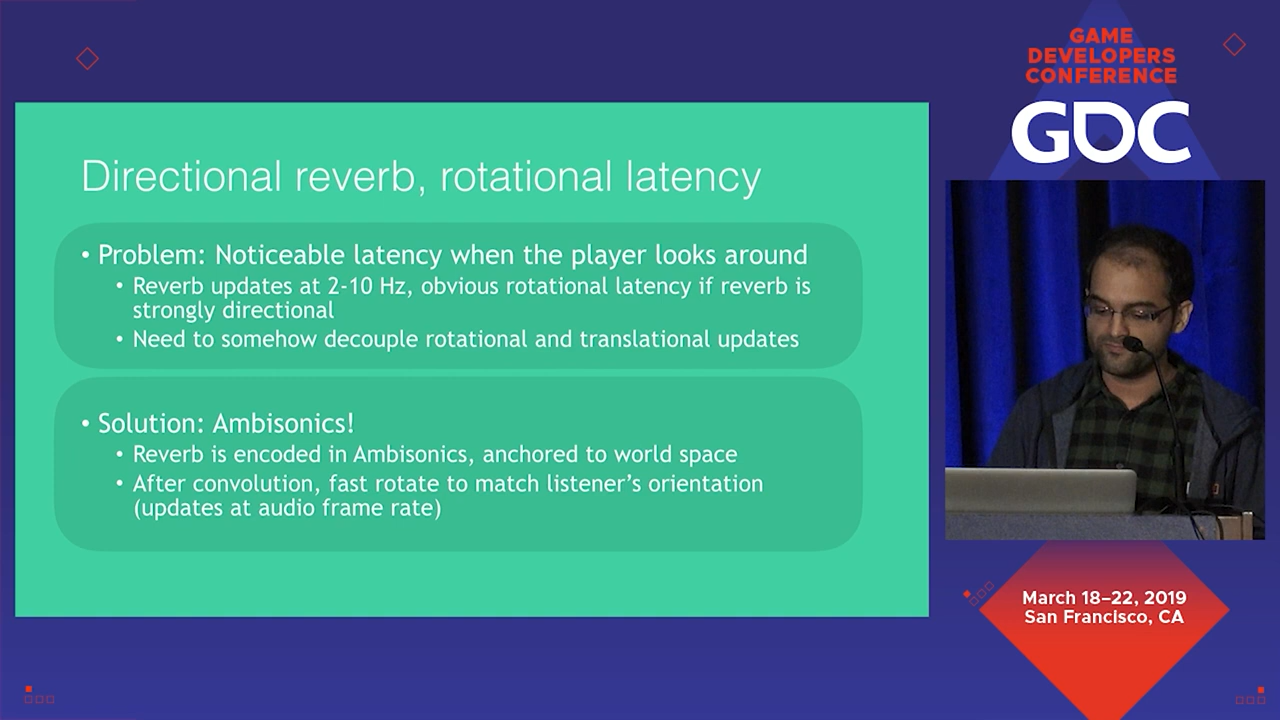 Directional reverb, rotational latency
• Problem: Noticeable latency when the player looks around
• Reverb updates at 2-10 Hz, obvious rotational latency if reverb is
strongly directional
• Need to somehow decouple rotational and translational updates
• Solution: Ambisonics!
• Reverb is encoded in Ambisonics, anchored to world space
• After convolution, fast rotate to match listener's orientation
(updates at audio frame rate)
GAME
DEVELOPERS
CONFERENCE
GDC
March 18–22, 2019
San Francisco, CA